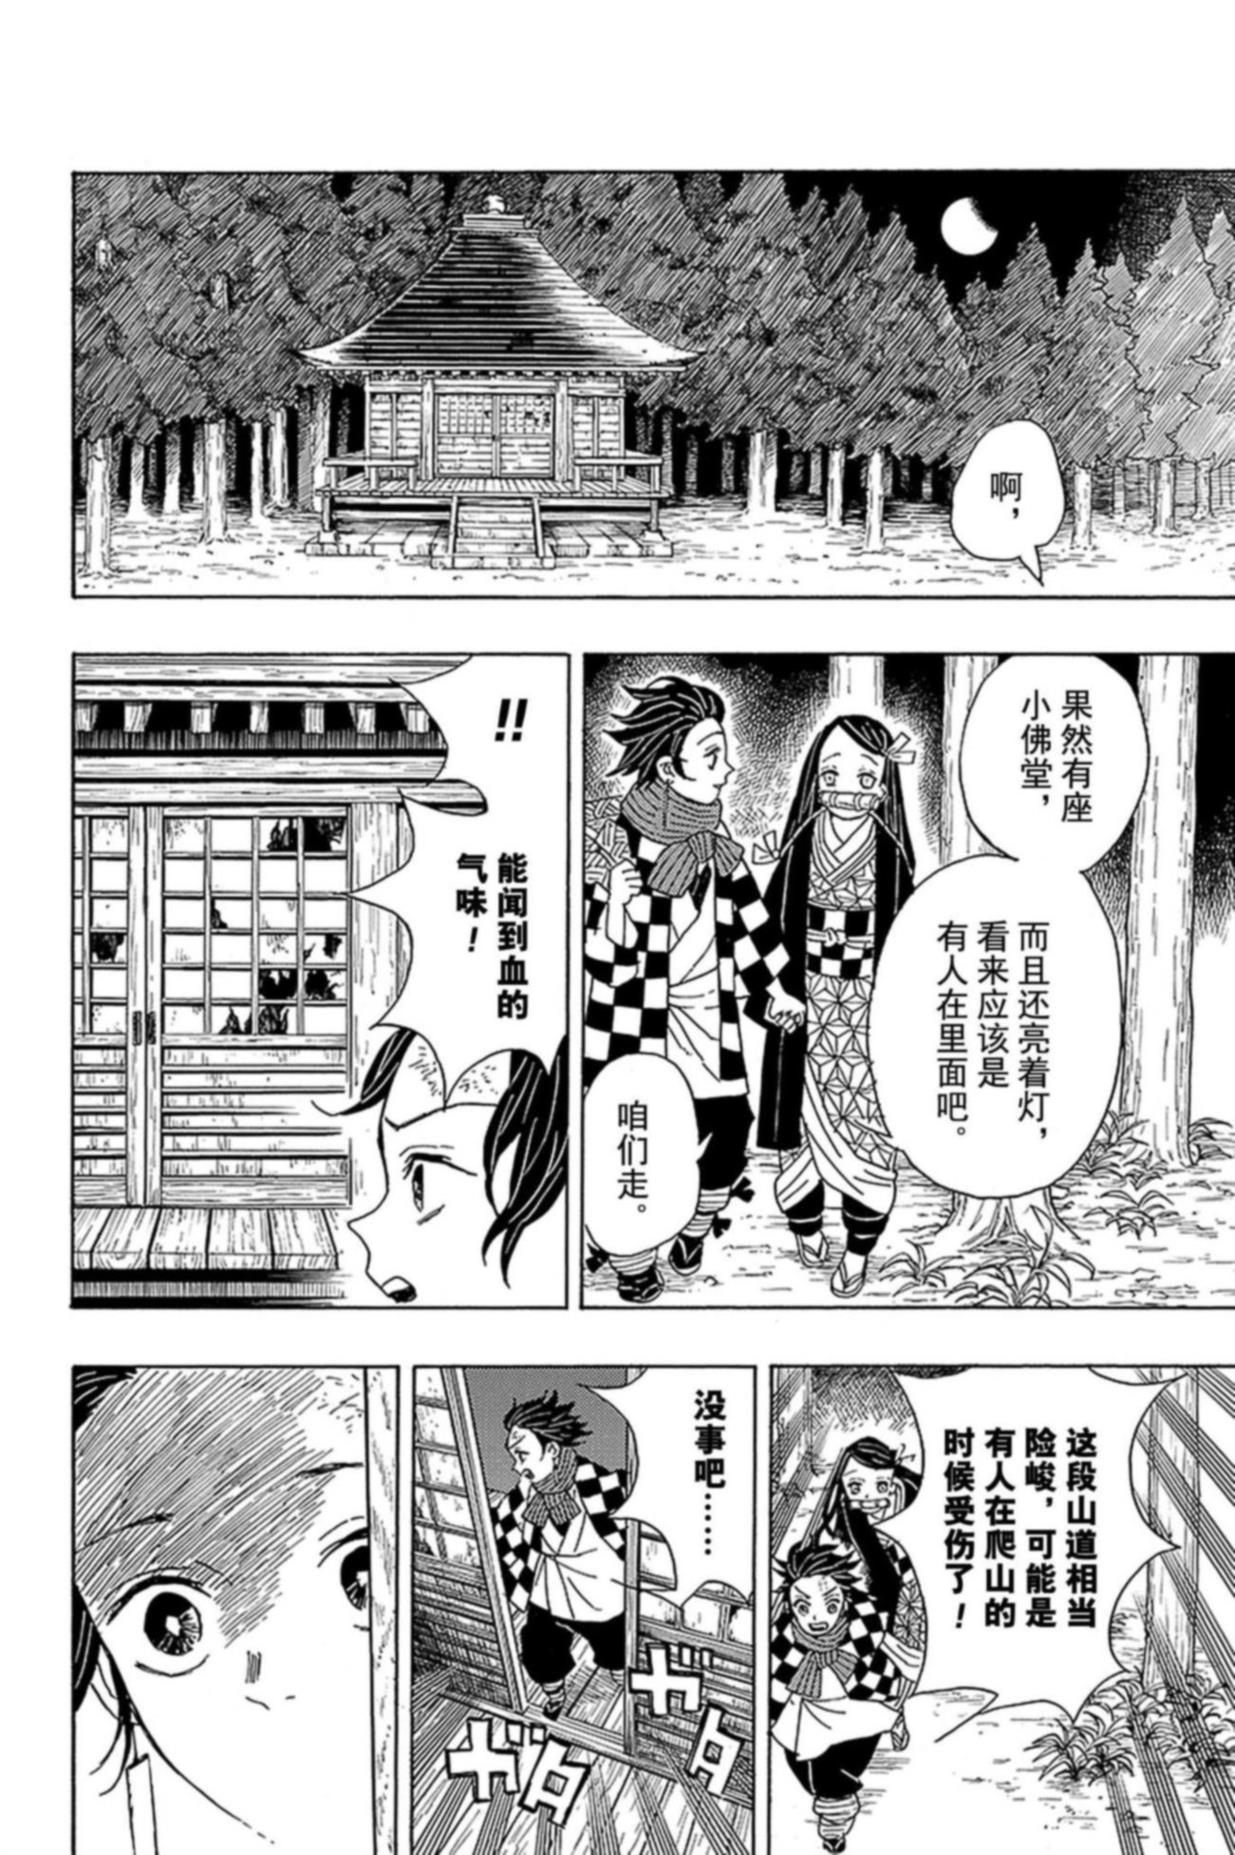 啊，
果然有座
小佛堂，
而且还亮着灯，
看来应该是
有人在里面吧。
咱们走。
!!
能闻到血的
气味！
这段山道相当
险峻，可能是
有人在爬山的
时候受伤了！
没事吧……
ガタ
ガタ